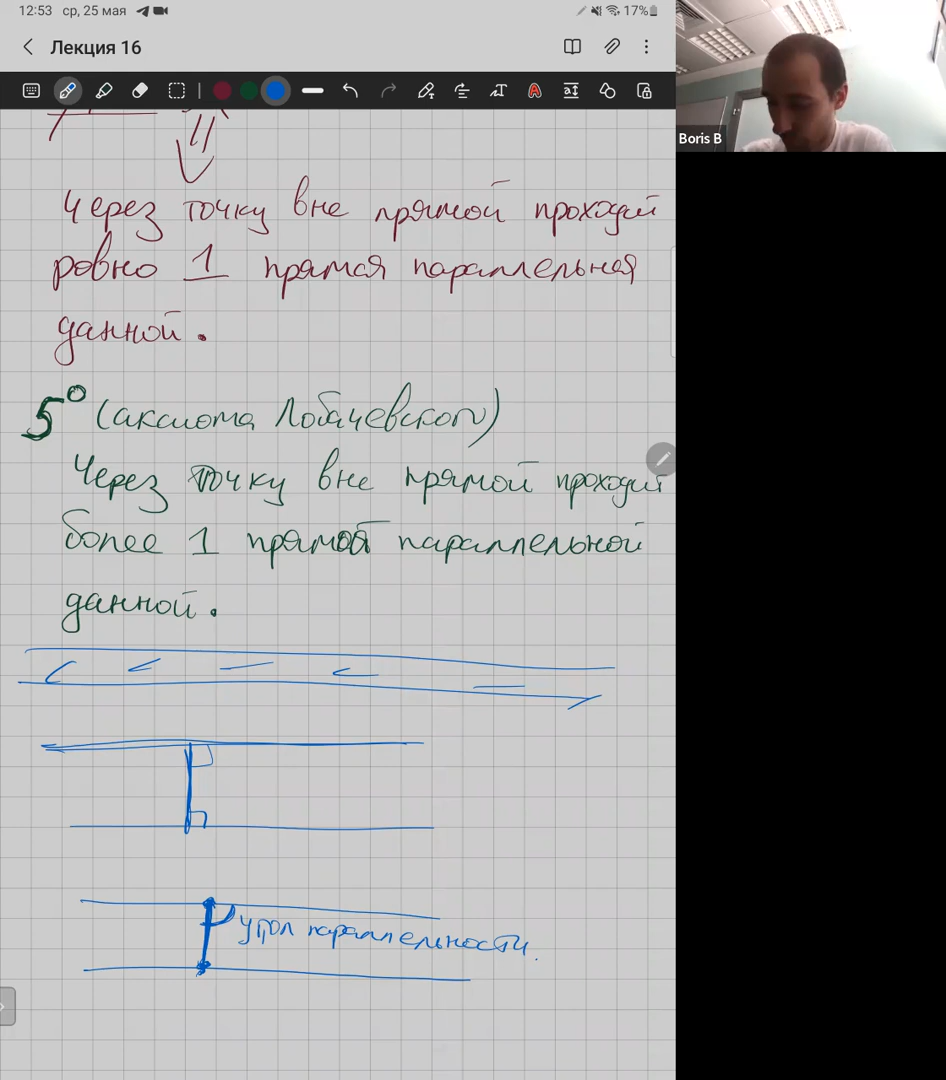 12:53 ср, 25 мая
17%
Лекция 16
Boris B
Через точку вне прямой проходит
ровно 1 прямая параллельная
данной.
5° (аксиома Лобачевского)
Через точку вне прямой проходит
более 1 прямой параллельной
данной.
угол параллельности.